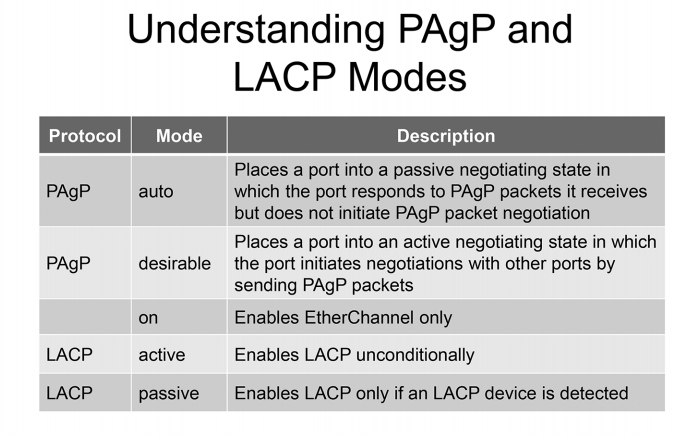 Understanding PAgP and
LACP Modes
Protocol Mode Description
PAgP auto Places a port into a passive negotiating state in
which the port responds to PAgP packets it receives
but does not initiate PAgP packet negotiation
PAgP desirable Places a port into an active negotiating state in which
the port initiates negotiations with other ports by
sending PAgP packets
on Enables EtherChannel only
LACP active Enables LACP unconditionally
LACP passive Enables LACP only if an LACP device is detected